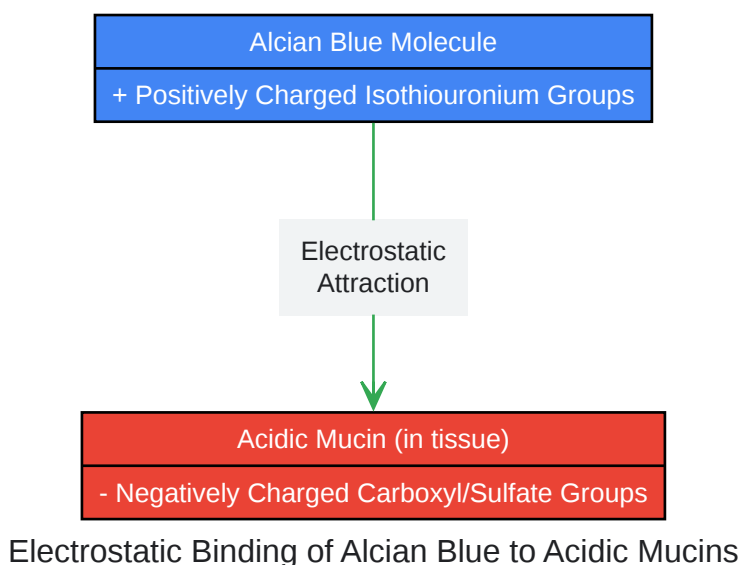 Alcian Blue Molecule
+ Positively Charged Isothiouronium Groups
Electrostatic
Attraction
Acidic Mucin (in tissue)
- Negatively Charged Carboxyl/Sulfate Groups
Electrostatic Binding of Alcian Blue to Acidic Mucins